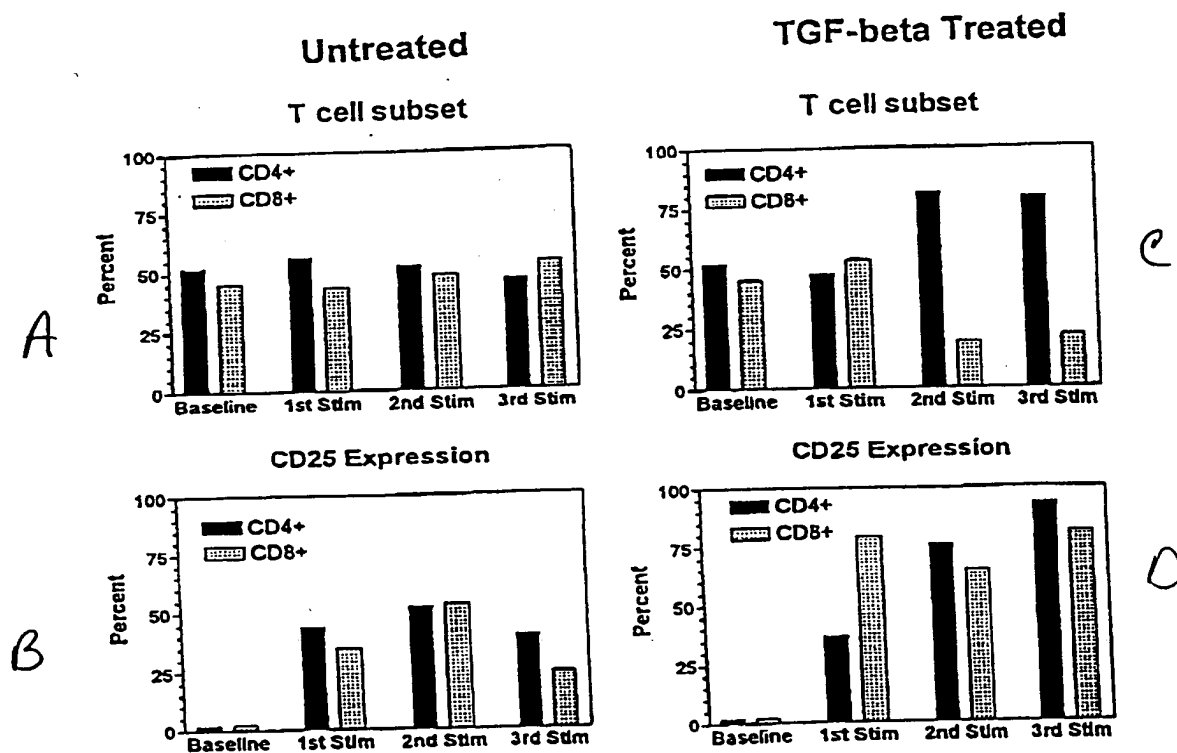 Untreated
T cell subset
100
75
50
25
0
Percent
CD4+
CD8+
Baseline 1st Stim 2nd Stim 3rd Stim
A
CD25 Expression
100
75
50
25
0
Percent
CD4+
CD8+
Baseline 1st Stim 2nd Stim 3rd Stim
B
TGF-beta Treated
T cell subset
100
75
50
25
0
Percent
CD4+
CD8+
Baseline 1st Stim 2nd Stim 3rd Stim
C
CD25 Expression
100
75
50
25
0
Percent
CD4+
CD8+
Baseline 1st Stim 2nd Stim 3rd Stim
D